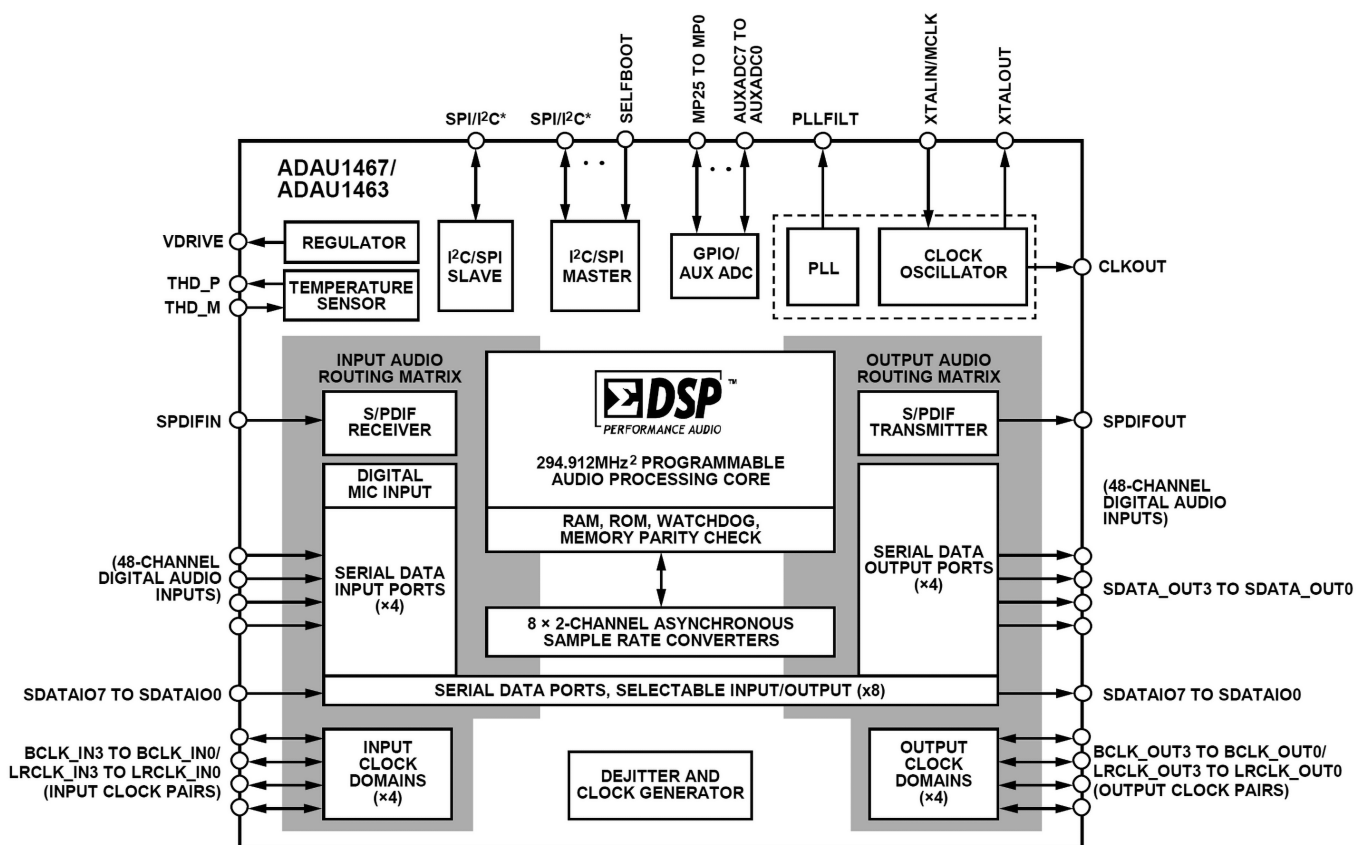 SPI/I²C*
SPI/I²C*
SELFBOOT
MP25 TO MP0
AUXADC7 TO
AUXADC0
PLLFILT
XTALIN/MCLK
XTALOUT
ADAU1467/
ADAU1463
VDRIVE
REGULATOR
THD_P
THD_M
TEMPERATURE
SENSOR
I²C/SPI
SLAVE
I²C/SPI
MASTER
GPIO/
AUX ADC
PLL
CLOCK
OSCILLATOR
CLKOUT
INPUT AUDIO
ROUTING MATRIX
ΣDSP™
PERFORMANCE AUDIO
294.912MHz² PROGRAMMABLE
AUDIO PROCESSING CORE
RAM, ROM, WATCHDOG,
MEMORY PARITY CHECK
OUTPUT AUDIO
ROUTING MATRIX
SPDIFIN
S/PDIF
RECEIVER
S/PDIF
TRANSMITTER
SPDIFOUT
DIGITAL
MIC INPUT
(48-CHANNEL
DIGITAL AUDIO
INPUTS)
SERIAL DATA
INPUT PORTS
(×4)
8 × 2-CHANNEL ASYNCHRONOUS
SAMPLE RATE CONVERTERS
SERIAL DATA
OUTPUT PORTS
(×4)
(48-CHANNEL
DIGITAL AUDIO
INPUTS)
SDATA_OUT3 TO SDATA_OUT0
SDATAIO7 TO SDATAIO0
SERIAL DATA PORTS, SELECTABLE INPUT/OUTPUT (x8)
SDATAIO7 TO SDATAIO0
BCLK_IN3 TO BCLK_IN0/
LRCLK_IN3 TO LRCLK_IN0
(INPUT CLOCK PAIRS)
INPUT
CLOCK
DOMAINS
(×4)
DEJITTER AND
CLOCK GENERATOR
OUTPUT
CLOCK
DOMAINS
(×4)
BCLK_OUT3 TO BCLK_OUT0/
LRCLK_OUT3 TO LRCLK_OUT0
(OUTPUT CLOCK PAIRS)